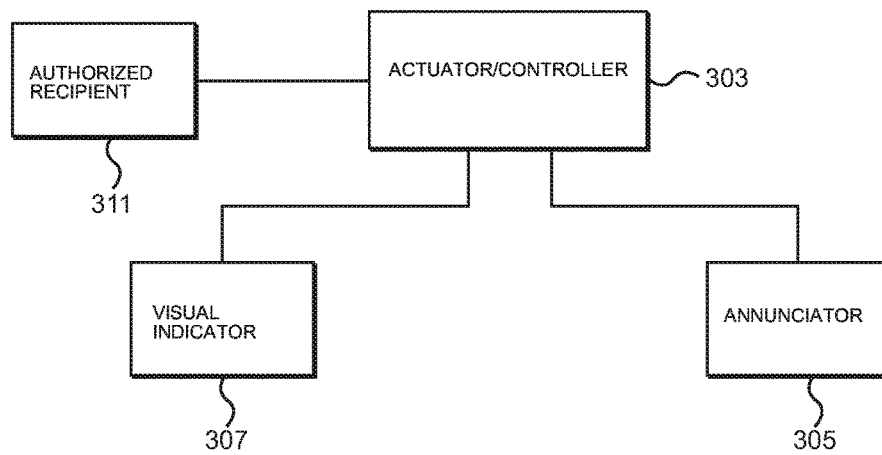 AUTHORIZED
RECIPIENT
311
ACTUATOR/CONTROLLER
303
VISUAL
INDICATOR
307
ANNUNCIATOR
305